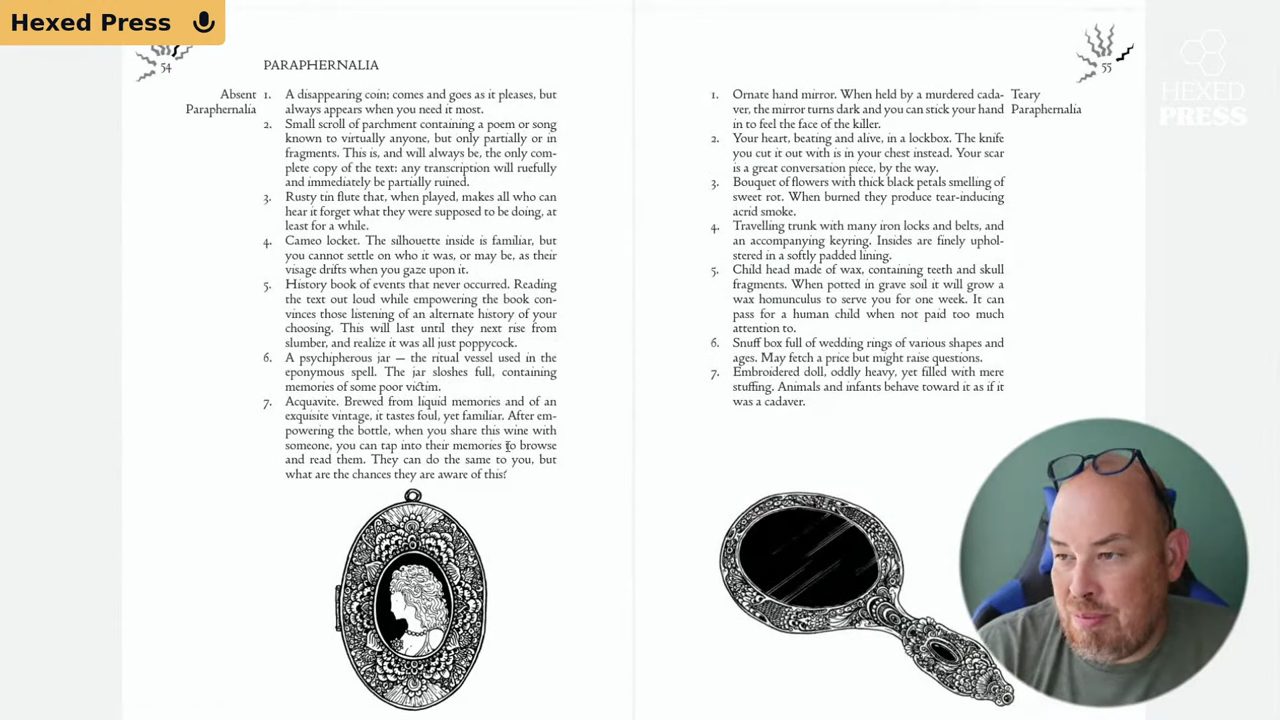 Hexed Press
54
PARAPHERNALIA
Absent
Paraphernalia
1. A disappearing coin; comes and goes as it pleases, but
always appears when you need it most.
2. Small scroll of parchment containing a poem or song
known to virtually anyone, but only partially or in
fragments. This is, and will always be, the only com-
plete copy of the text: any transcription will ruefully
and immediately be partially ruined.
3. Rusty tin flute that, when played, makes all who can
hear it forget what they were supposed to be doing, at
least for a while.
4. Cameo locket. The silhouette inside is familiar, but
you cannot settle on who it was, or may be, as their
visage drifts when you gaze upon it.
5. History book of events that never occurred. Reading
the text out loud while empowering the book con-
vinces those listening of an alternate history of your
choosing. This will last until they next rise from
slumber, and realize it was all just poppycock.
6. A psychipherous jar — the ritual vessel used in the
eponymous spell. The jar sloshes full, containing
memories of some poor victim.
7. Acquavite. Brewed from liquid memories and of an
exquisite vintage, it tastes foul, yet familiar. After em-
powering the bottle, when you share this wine with
someone, you can tap into their memories to browse
and read them. They can do the same to you, but
what are the chances they are aware of this?
55
Teary
Paraphernalia
1. Ornate hand mirror. When held by a murdered cada-
ver, the mirror turns dark and you can stick your hand
in to feel the face of the killer.
2. Your heart, beating and alive, in a lockbox. The knife
you cut it out with is in your chest instead. Your scar
is a great conversation piece, by the way.
3. Bouquet of flowers with thick black petals smelling of
sweet rot. When burned they produce tear-inducing
acrid smoke.
4. Travelling trunk with many iron locks and belts, and
an accompanying keyring. Insides are finely uphol-
stered in a softly padded lining.
5. Child head made of wax, containing teeth and skull
fragments. When potted in grave soil it will grow a
wax homunculus to serve you for one week. It can
pass for a human child when not paid too much
attention to.
6. Snuff box full of wedding rings of various shapes and
ages. May fetch a price but might raise questions.
7. Embroidered doll, oddly heavy, yet filled with mere
stuffing. Animals and infants behave toward it as if it
was a cadaver.
HEXED
PRESS